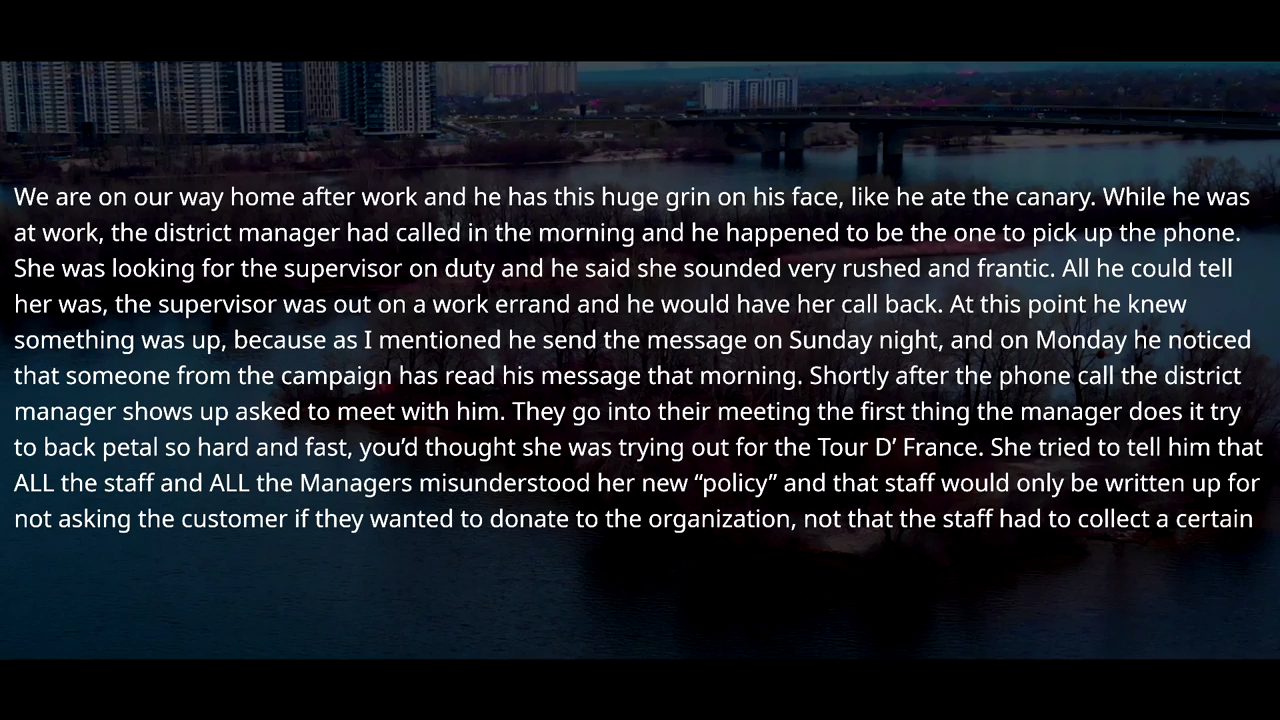 We are on our way home after work and he has this huge grin on his face, like he ate the canary. While he was
at work, the district manager had called in the morning and he happened to be the one to pick up the phone.
She was looking for the supervisor on duty and he said she sounded very rushed and frantic. All he could tell
her was, the supervisor was out on a work errand and he would have her call back. At this point he knew
something was up, because as I mentioned he send the message on Sunday night, and on Monday he noticed
that someone from the campaign has read his message that morning. Shortly after the phone call the district
manager shows up asked to meet with him. They go into their meeting the first thing the manager does it try
to back petal so hard and fast, you’d thought she was trying out for the Tour D’ France. She tried to tell him that
ALL the staff and ALL the Managers misunderstood her new “policy” and that staff would only be written up for
not asking the customer if they wanted to donate to the organization, not that the staff had to collect a certain